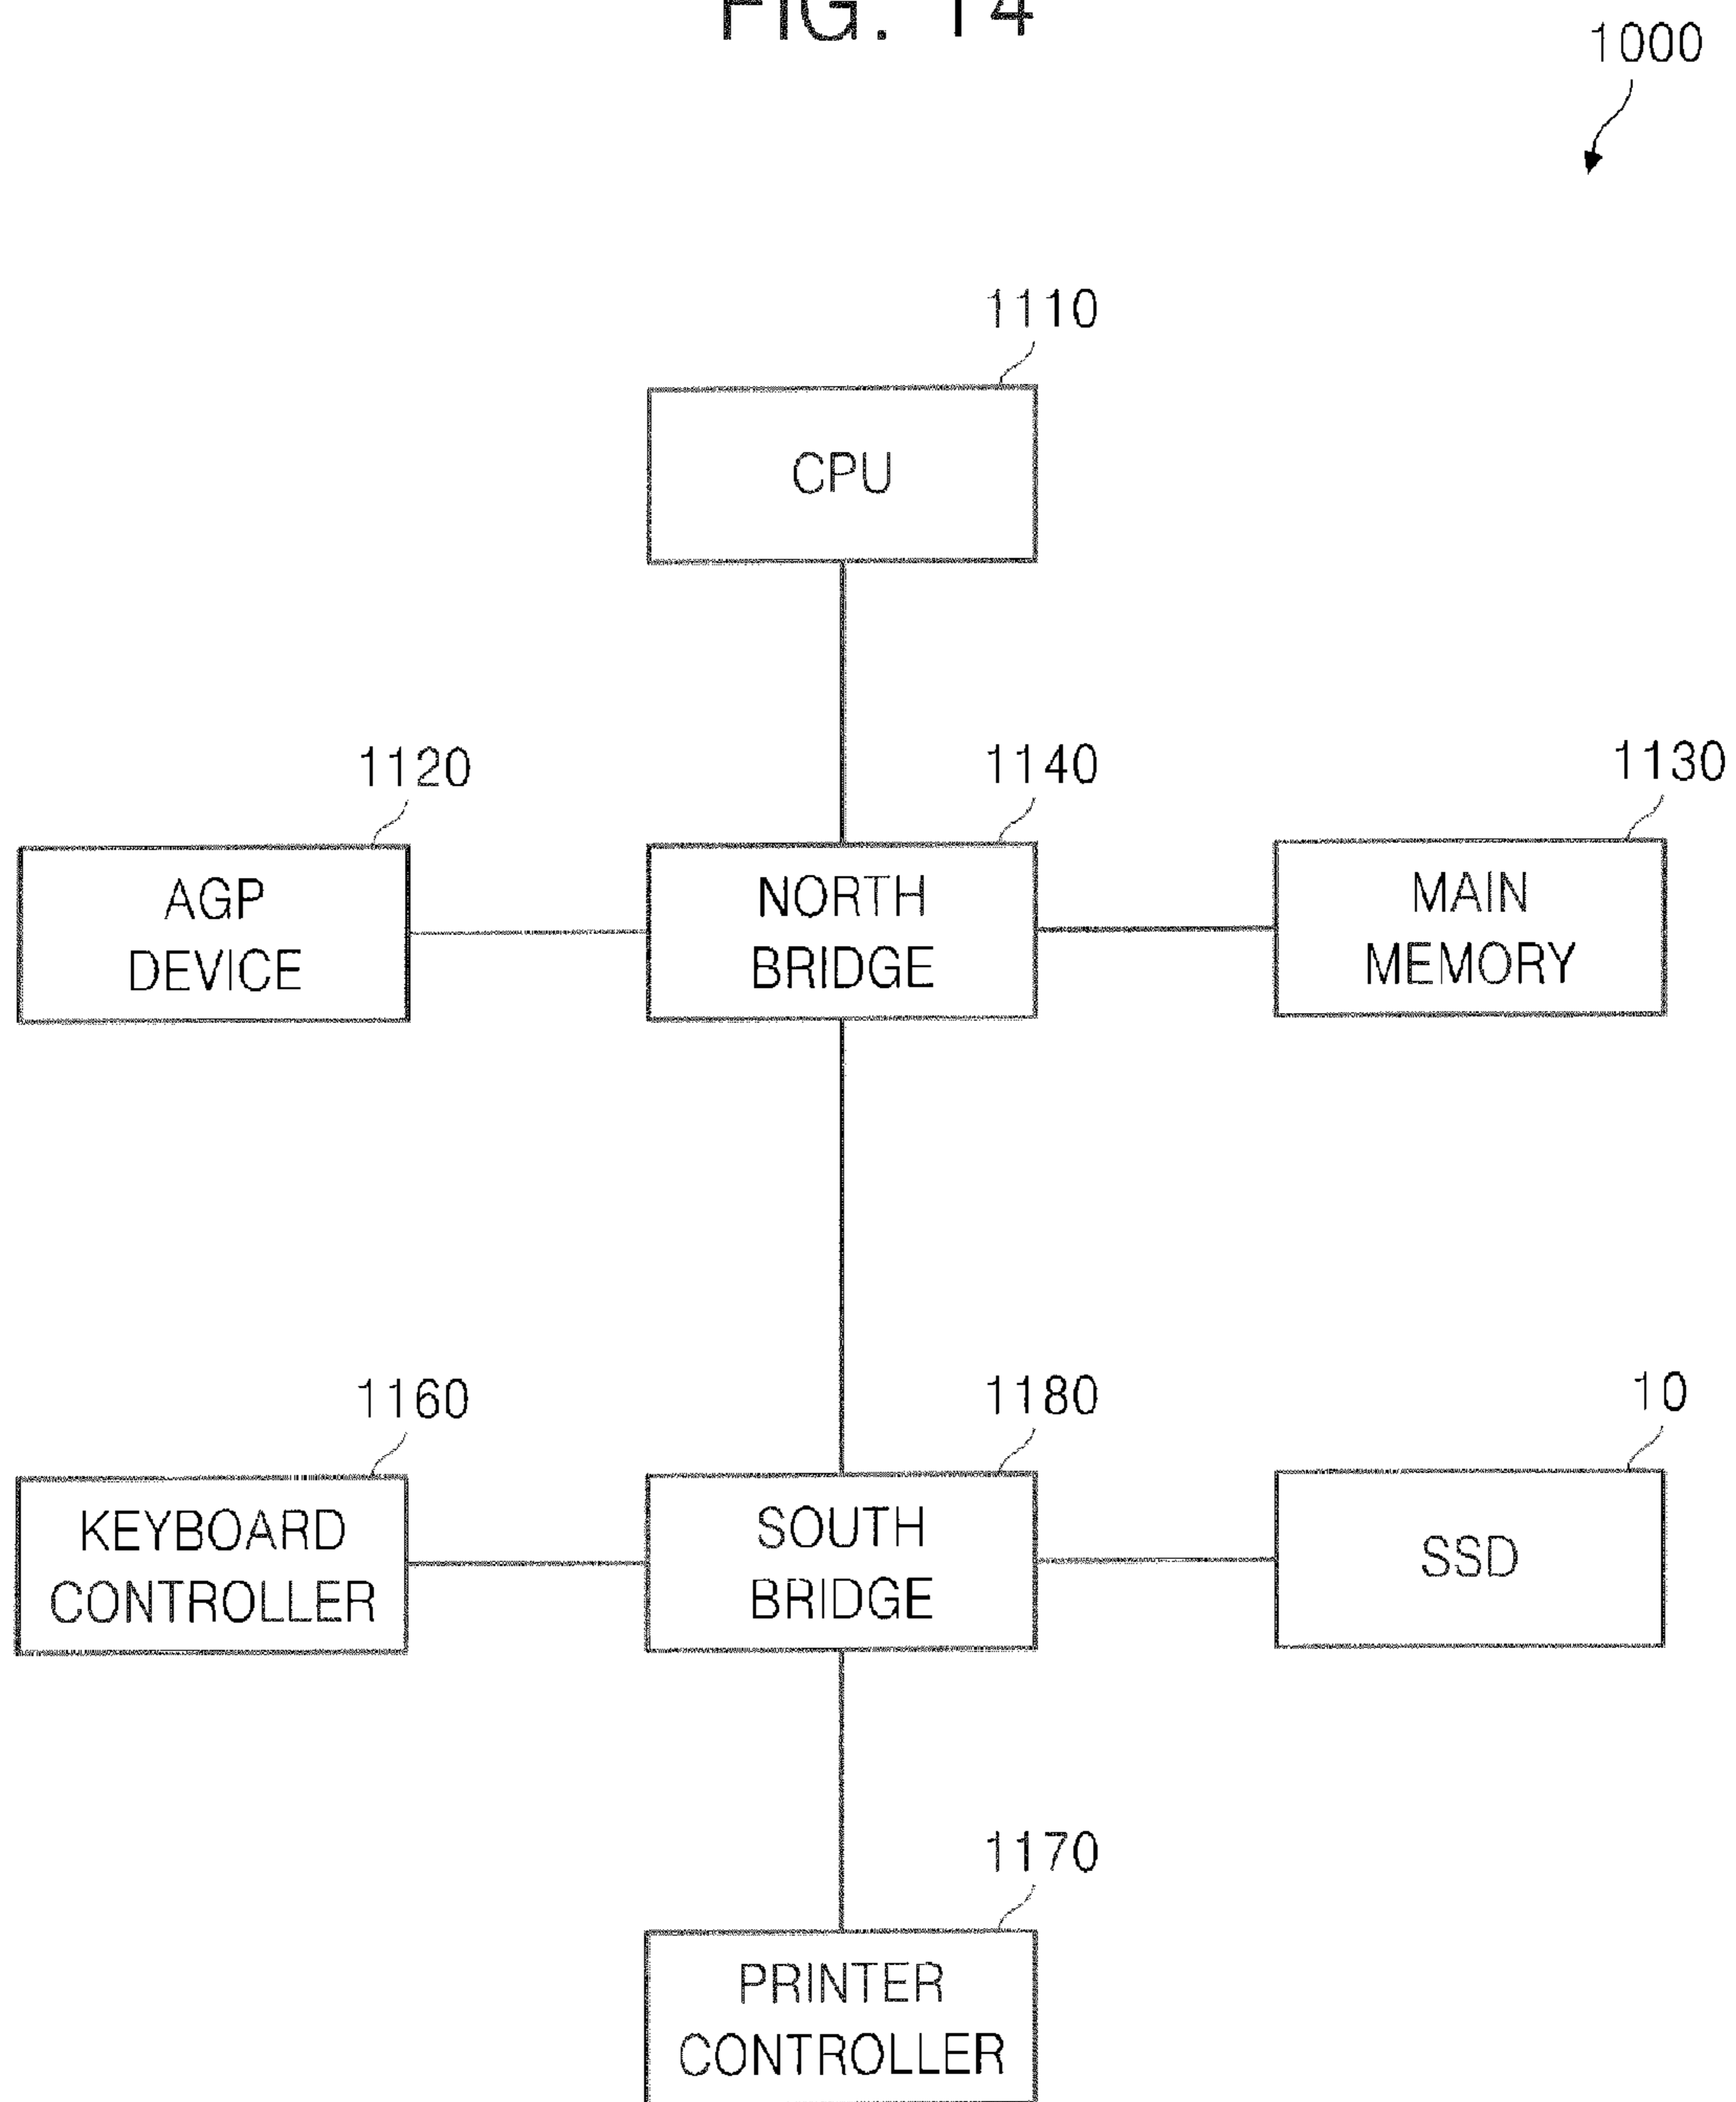 FIG. 14
1000
1110
CPU
1120
1140
1130
AGP
DEVICE
NORTH
BRIDGE
MAIN
MEMORY
1160
1180
10
KEYBOARD
CONTROLLER
SOUTH
BRIDGE
SSD
1170
PRINTER
CONTROLLER